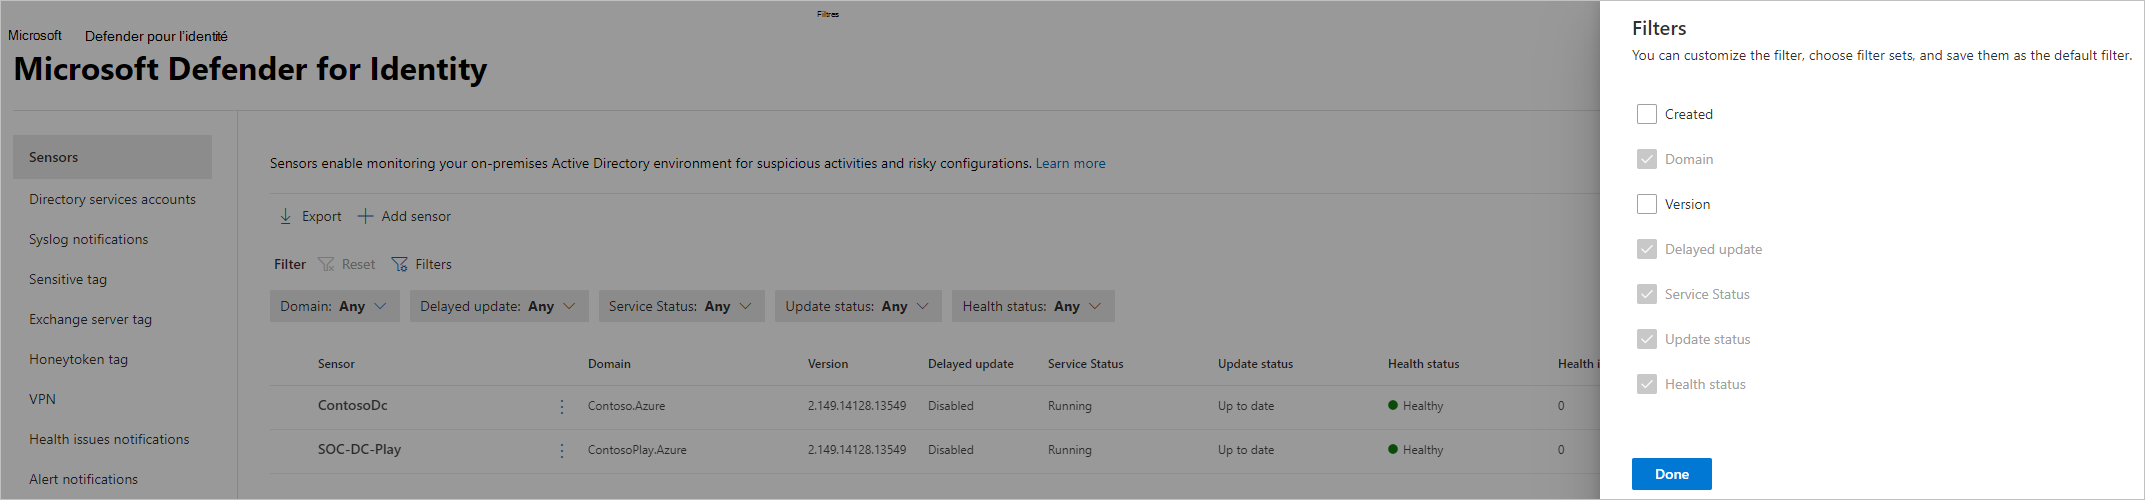 Filtres
Microsoft Defender pour l'identité
Microsoft Defender for Identity
Sensors
Directory services accounts
Syslog notifications
Sensitive tag
Exchange server tag
Honeytoken tag
VPN
Health issues notifications
Alert notifications
Sensors enable monitoring your on-premises Active Directory environment for suspicious activities and risky configurations. Learn more
Export Add sensor
Filter Reset Filters
Domain: Any Delayed update: Any Service Status: Any Update status: Any Health status: Any
Sensor Domain Version Delayed update Service Status Update status Health status Health i
ContosoDc Contoso.Azure 2.149.14128.13549 Disabled Running Up to date Healthy 0
SOC-DC-Play ContosoPlay.Azure 2.149.14128.13549 Disabled Running Up to date Healthy 0
Filters
You can customize the filter, choose filter sets, and save them as the default filter.
Created
Domain
Version
Delayed update
Service Status
Update status
Health status
Done